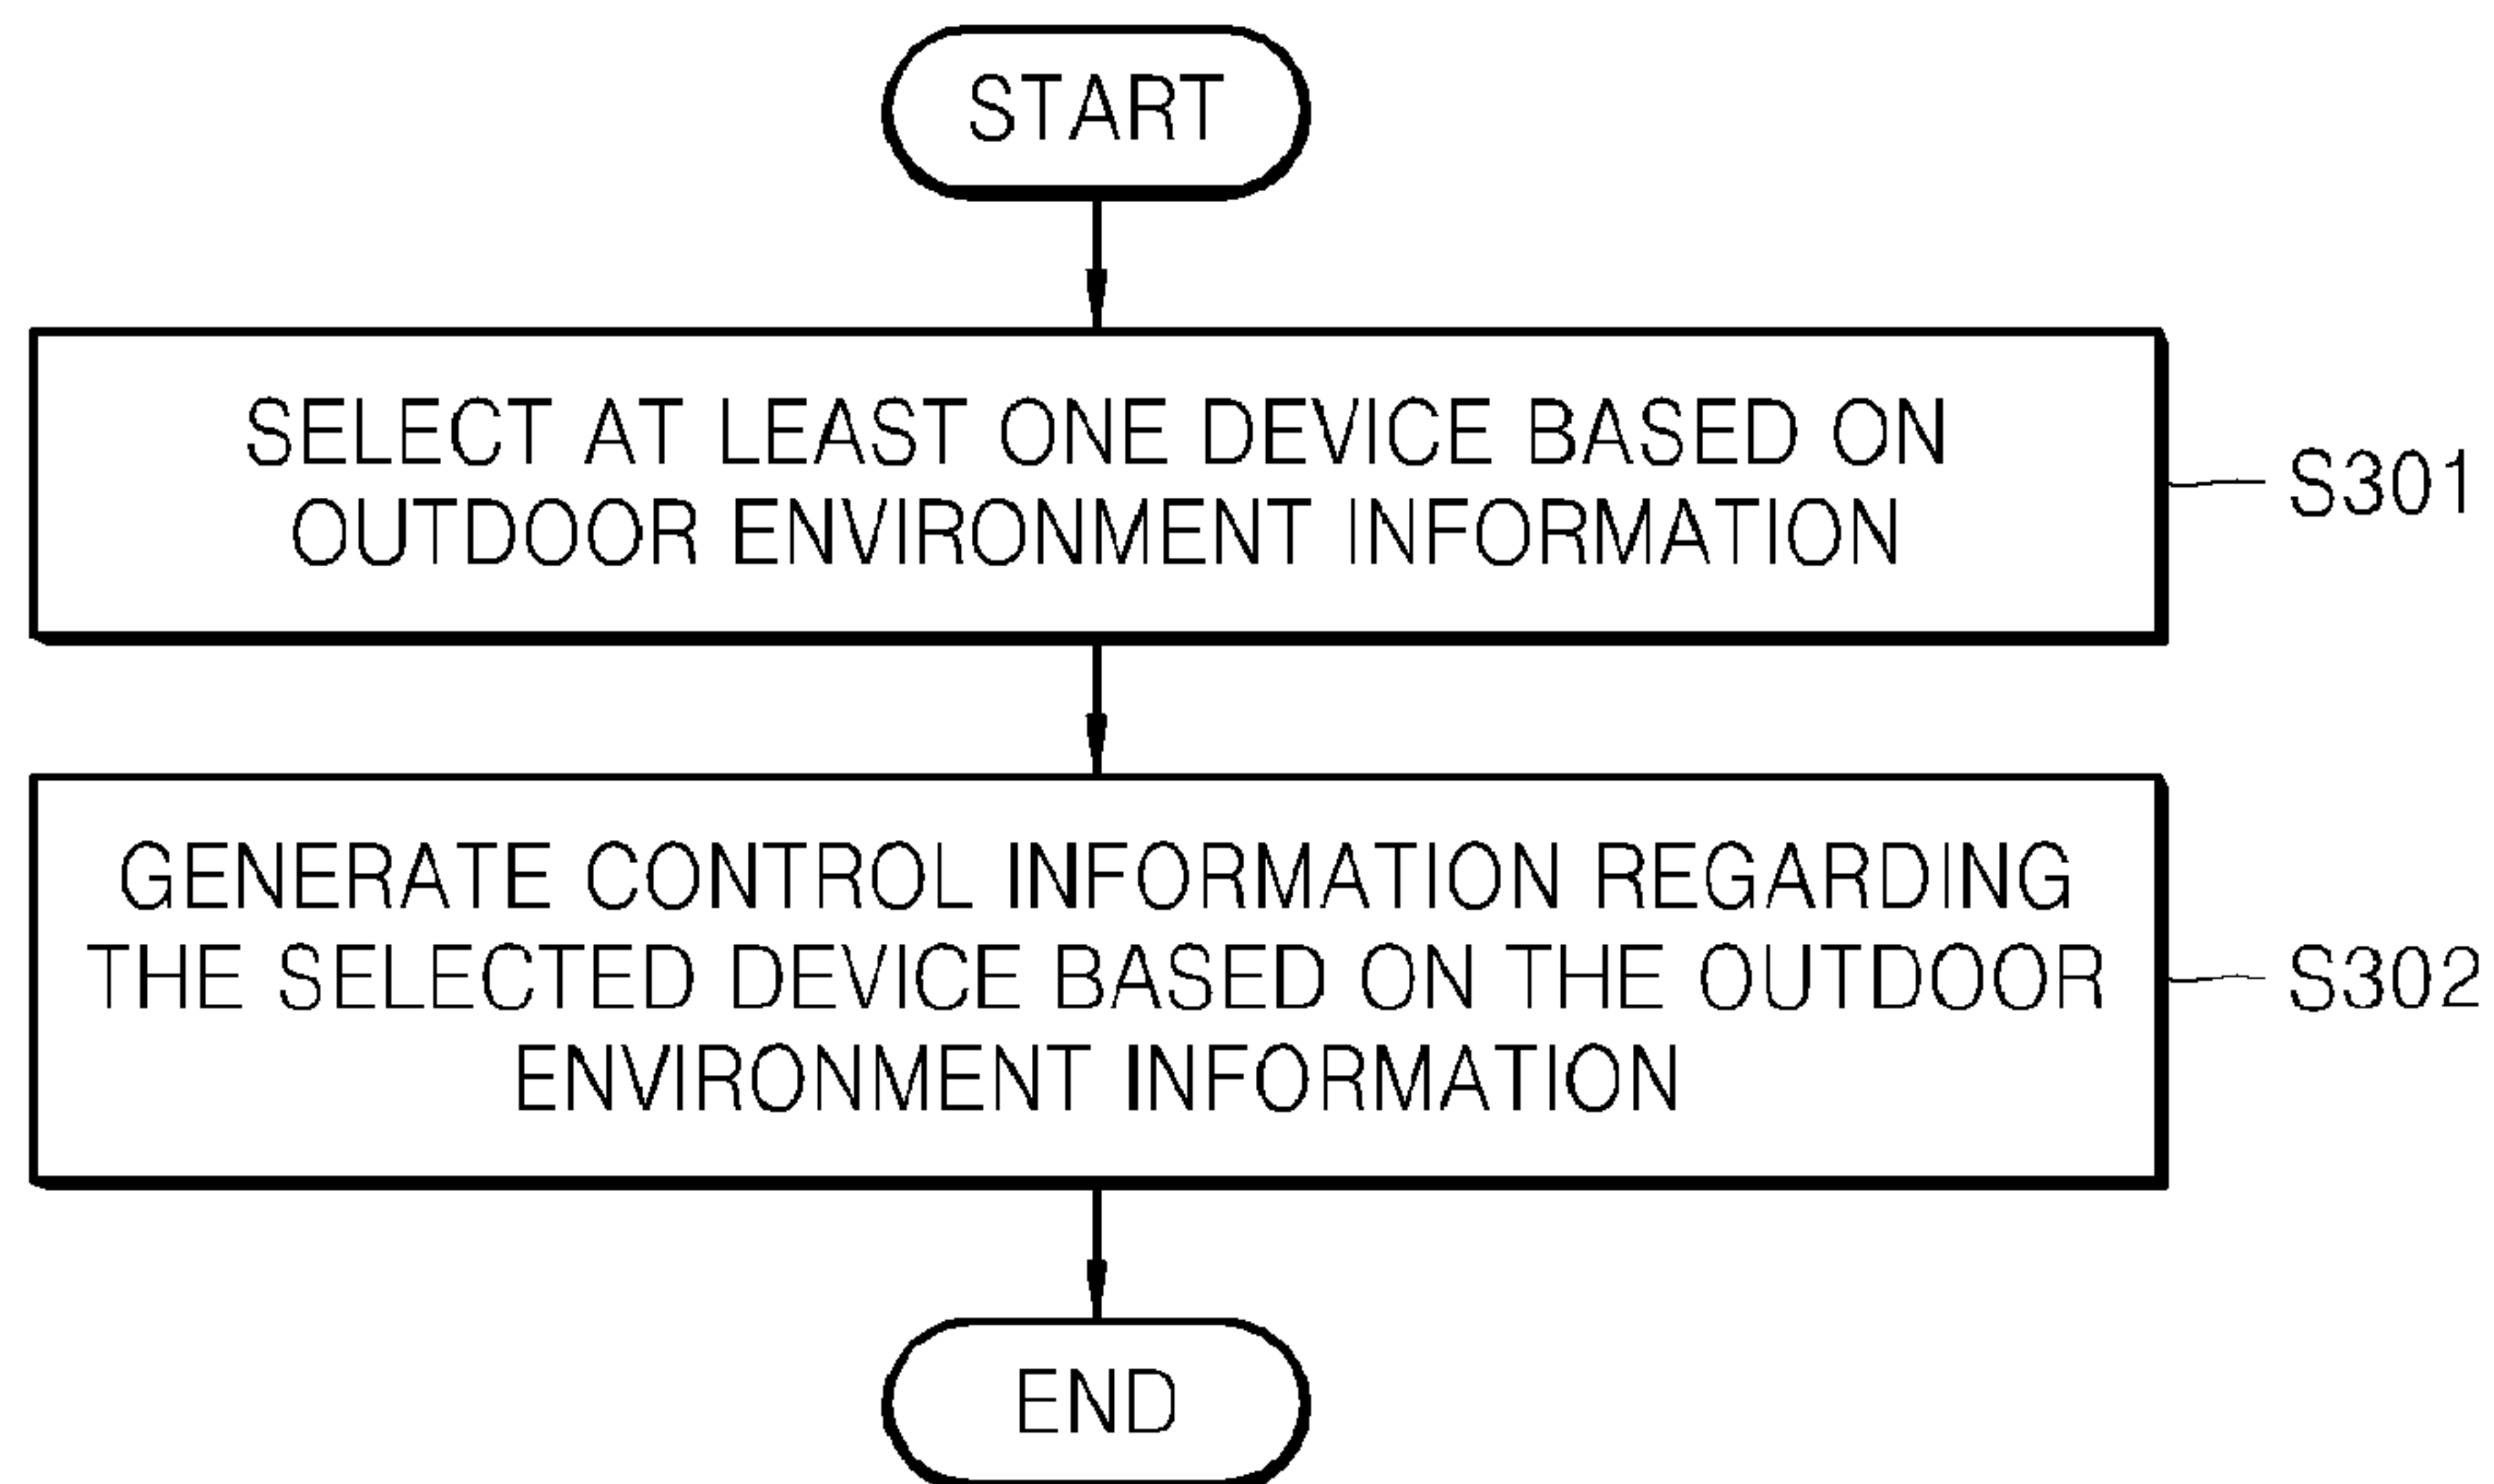 START
SELECT AT LEAST ONE DEVICE BASED ON
OUTDOOR ENVIRONMENT INFORMATION
S301
GENERATE CONTROL INFORMATION REGARDING
THE SELECTED DEVICE BASED ON THE OUTDOOR
ENVIRONMENT INFORMATION
S302
END